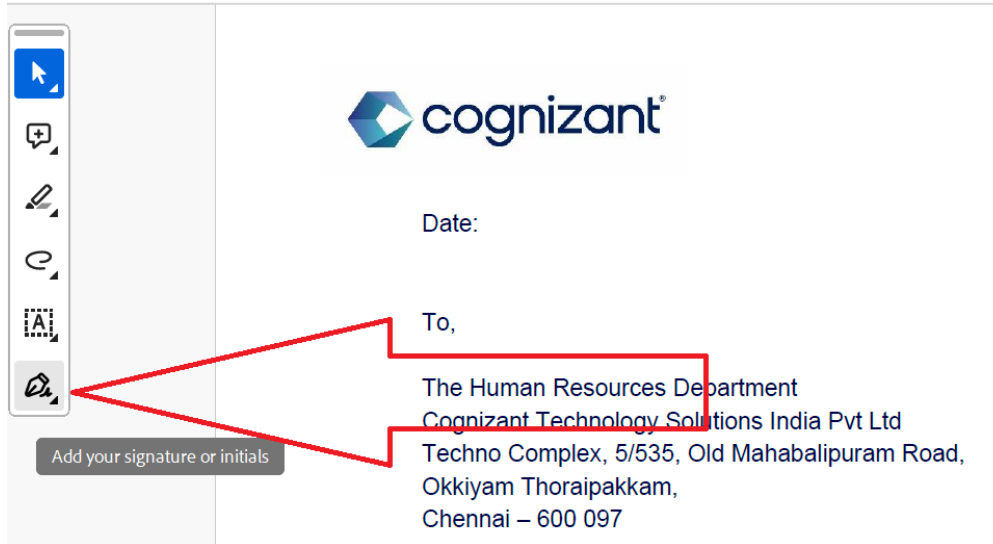 cognizant®
Date:
To,
The Human Resources Department
Cognizant Technology Solutions India Pvt Ltd
Techno Complex, 5/535, Old Mahabalipuram Road,
Okkiyam Thoraipakkam,
Chennai – 600 097
A
Add your signature or initials